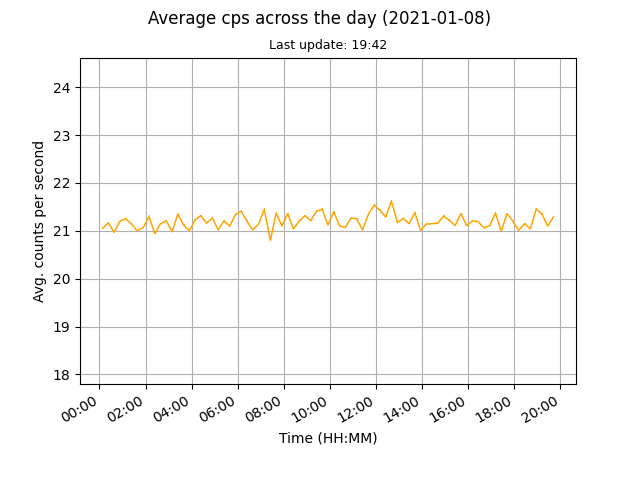 Average cps across the day (2021-01-08)
Last update: 19:42
24
23
22
21
20
19
18
Avg. counts per second
00:00 02:00 04:00 06:00 08:00 10:00 12:00 14:00 16:00 18:00 20:00
Time (HH:MM)